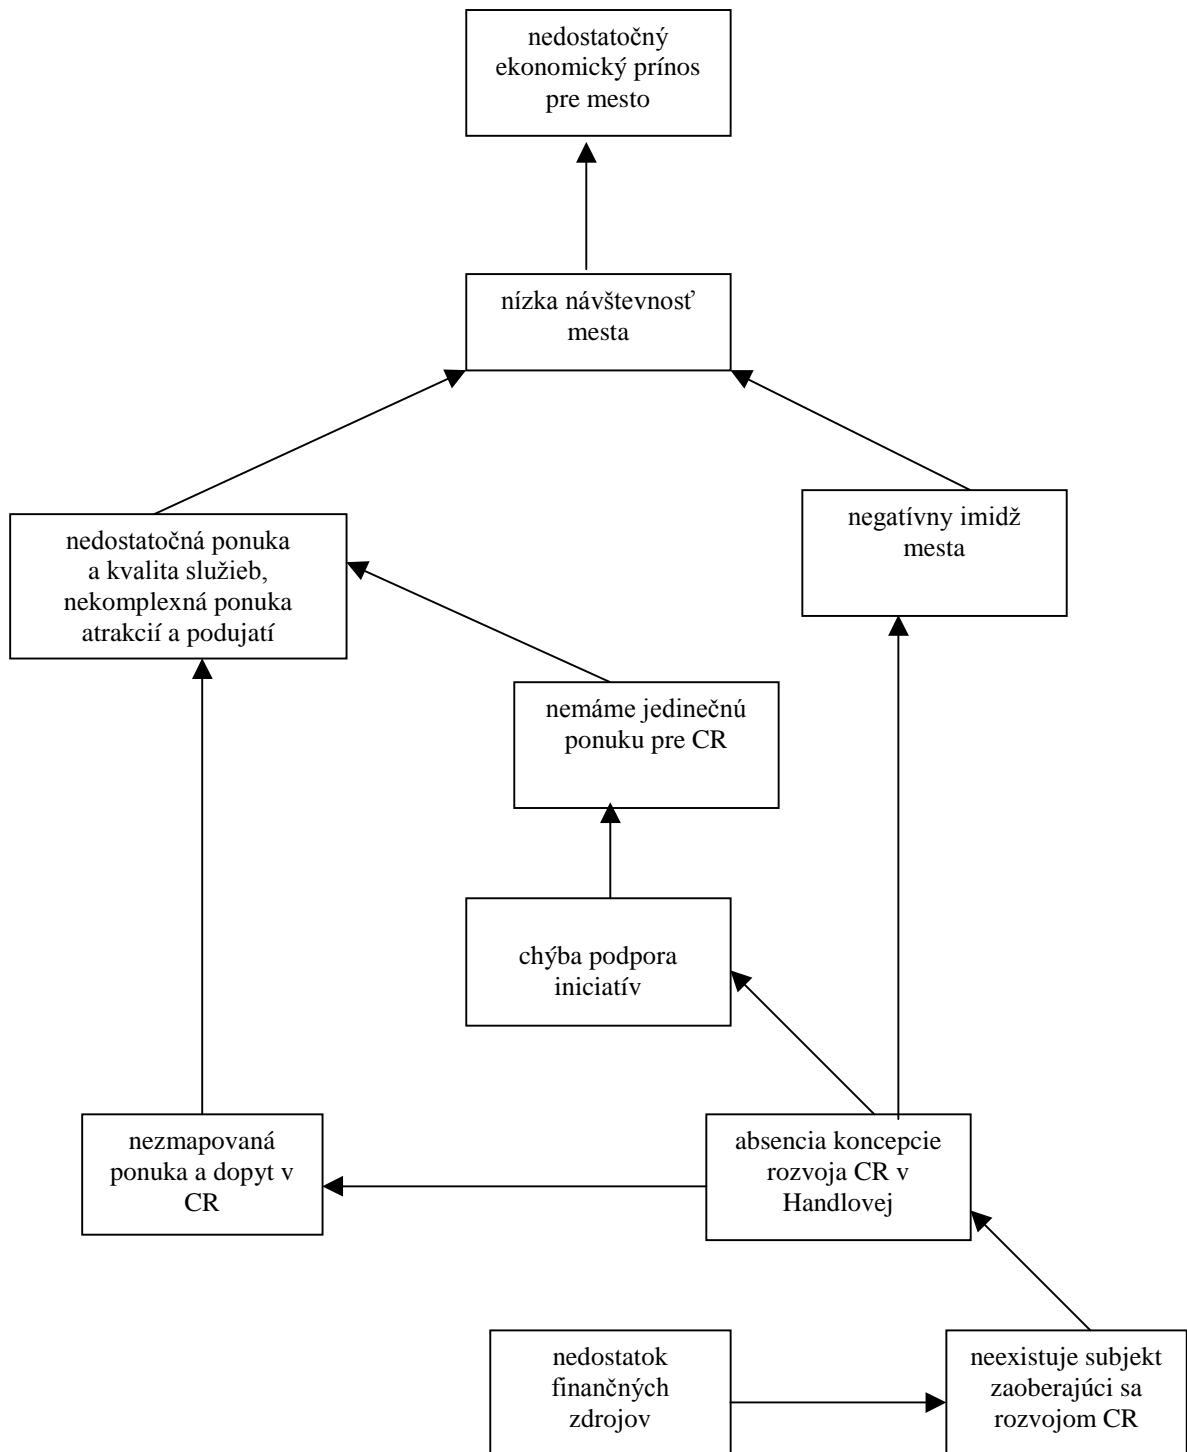 nedostatočný
ekonomický prínos
pre mesto
nízka návštevnosť
mesta
nedostatočná ponuka
a kvalita služieb,
nekomplexná ponuka
atrakcií a podujatí
negatívny imidž
mesta
nemáme jedinečnú
ponuku pre CR
chýba podpora
iniciatív
nezmapovaná
ponuka a dopyt v
CR
absencia koncepcie
rozvoja CR v
Handlovej
nedostatok
finančných
zdrojov
neexistuje subjekt
zaoberajúci sa
rozvojom CR